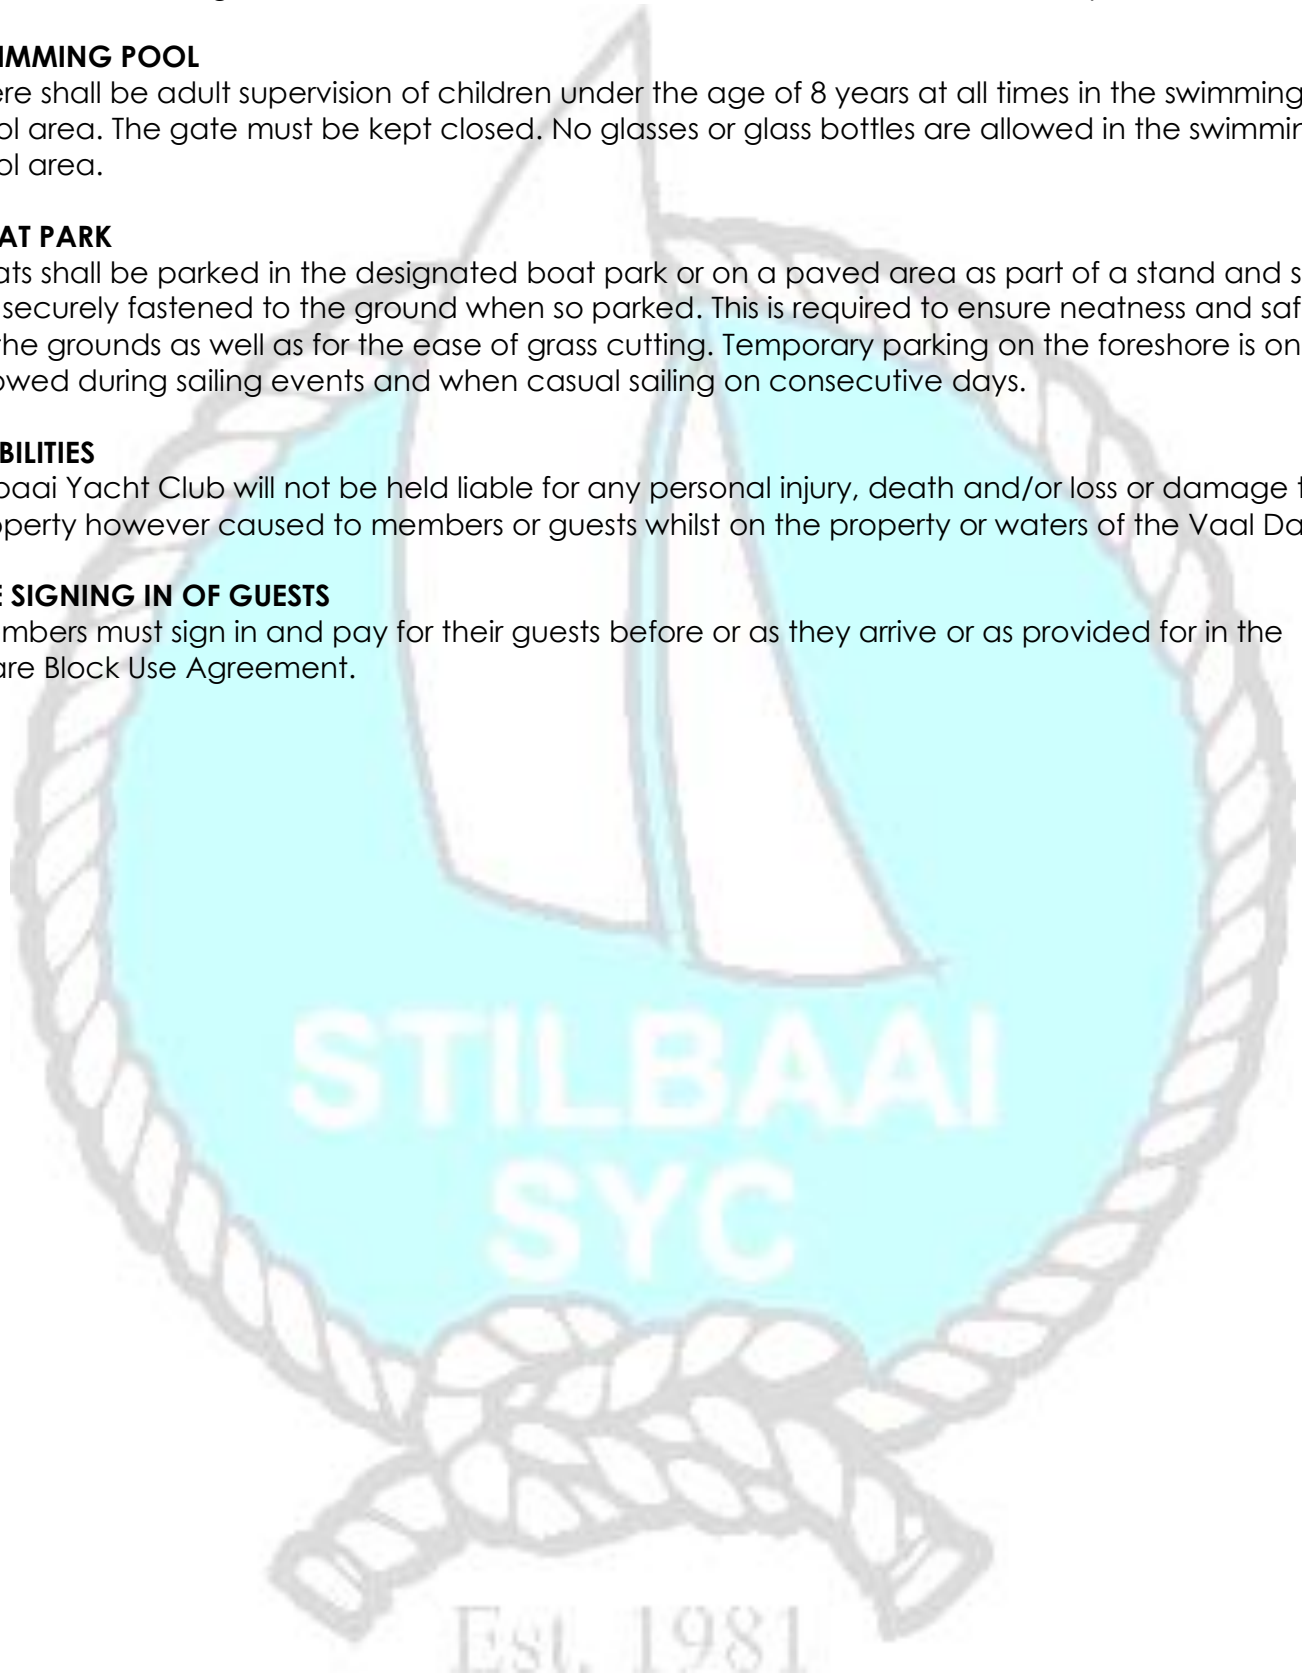 IMMING POOL
ere shall be adult supervision of children under the age of 8 years at all times in the swimming
ol area. The gate must be kept closed. No glasses or glass bottles are allowed in the swimmin
ol area.
AT PARK
ats shall be parked in the designated boat park or on a paved area as part of a stand and s
securely fastened to the ground when so parked. This is required to ensure neatness and saf
the grounds as well as for the ease of grass cutting. Temporary parking on the foreshore is on
owed during sailing events and when casual sailing on consecutive days.
BILITIES
baai Yacht Club will not be held liable for any personal injury, death and/or loss or damage t
operty however caused to members or guests whilst on the property or waters of the Vaal Da
E SIGNING IN OF GUESTS
mbers must sign in and pay for their guests before or as they arrive or as provided for in the
are Block Use Agreement.
STILBAAI
SYC
Est. 1981